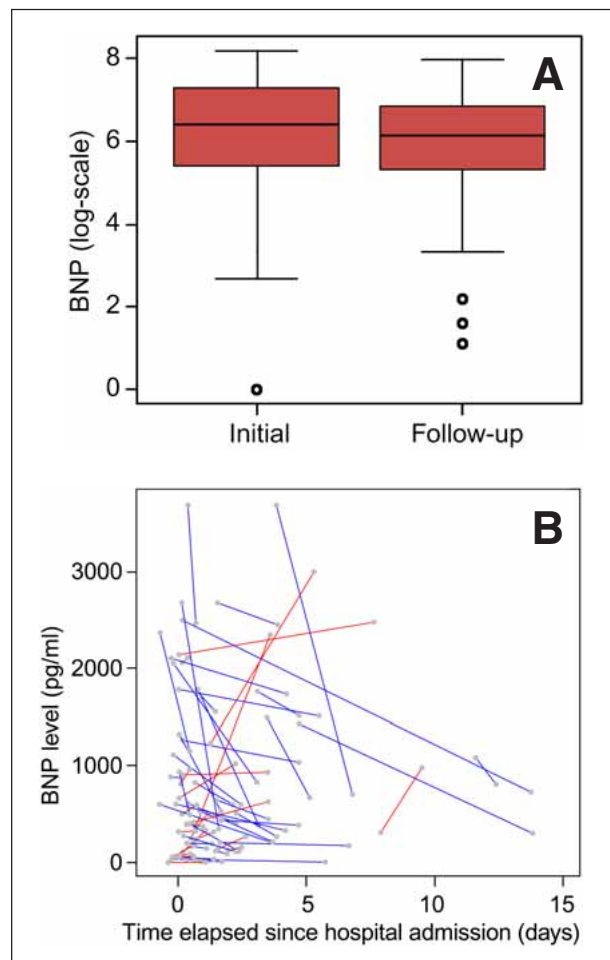 A
BNP (log-scale)
8
6
4
2
0
Initial Follow-up
B
BNP level (pg/ml)
3000
2000
1000
0
0 5 10 15
Time elapsed since hospital admission (days)